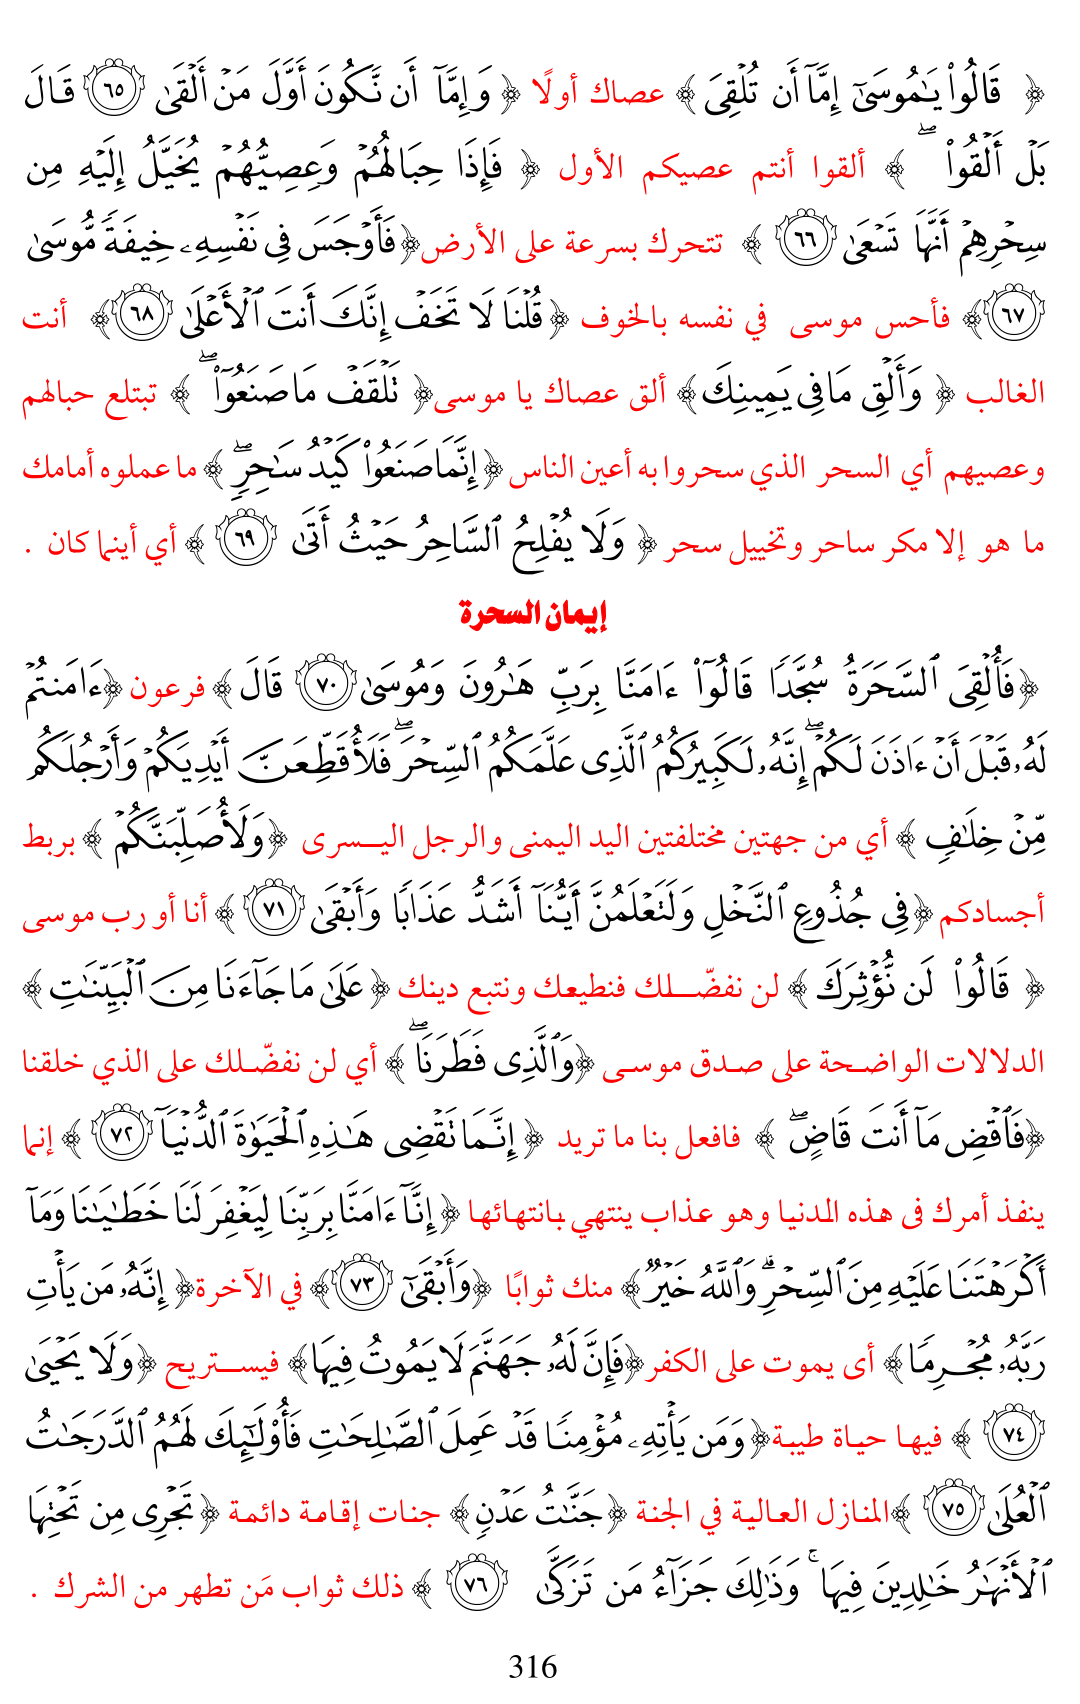 ﴿ قَالُوا۟ يَـٰمُوسَىٰٓ إِمَّآ أَن تُلْقِىَ ﴾ عصاك أولًا ﴿ وَإِمَّآ أَن نَّكُونَ أَوَّلَ مَنْ أَلْقَىٰ ٦٥ قَالَ
بَلْ أَلْقُوا۟ ۖ ﴾ ألقوا أنتم عصيكم الأول ﴿ فَإِذَا حِبَالُهُمْ وَعِصِيُّهُمْ يُخَيَّلُ إِلَيْهِ مِن
سِحْرِهِمْ أَنَّهَا تَسْعَىٰ ٦٦ ﴾ تتحرك بسرعة على الأرض ﴿ فَأَوْجَسَ فِى نَفْسِهِۦ خِيفَةً مُّوسَىٰ
٦٧ ﴾ فأحس موسى في نفسه بالخوف ﴿ قُلْنَا لَا تَخَفْ إِنَّكَ أَنتَ ٱلْأَعْلَىٰ ٦٨ ﴾ أنت
الغالب ﴿ وَأَلْقِ مَا فِى يَمِينِكَ ﴾ ألق عصاك يا موسى ﴿ تَلْقَفْ مَا صَنَعُوٓا۟ ۖ ﴾ تبتلع حبالهم
وعصيهم أي السحر الذي سحروا به أعين الناس ﴿ إِنَّمَا صَنَعُوا۟ كَيْدُ سَـٰحِرٍ ۖ ﴾ ما عملوه أمامك
ما هو إلا مكر ساحر وتخييل سحر ﴿ وَلَا يُفْلِحُ ٱلسَّاحِرُ حَيْثُ أَتَىٰ ٦٩ ﴾ أي أينما كان .
إيمان السحرة
﴿ فَأُلْقِىَ ٱلسَّحَرَةُ سُجَّدًا قَالُوٓا۟ ءَامَنَّا بِرَبِّ هَـٰرُونَ وَمُوسَىٰ ٧٠ قَالَ ﴾ فرعون ﴿ ءَامَنتُمْ
لَهُۥ قَبْلَ أَنْ ءَاذَنَ لَكُمْ ۖ إِنَّهُۥ لَكَبِيرُكُمُ ٱلَّذِى عَلَّمَكُمُ ٱلسِّحْرَ ۖ فَلَأُقَطِّعَنَّ أَيْدِيَكُمْ وَأَرْجُلَكُم
مِّنْ خِلَـٰفٍ ﴾ أي من جهتين مختلفتين اليد اليمنى والرجل اليسرى ﴿ وَلَأُصَلِّبَنَّكُمْ ﴾ بربط
أجسادكم ﴿ فِى جُذُوعِ ٱلنَّخْلِ وَلَتَعْلَمُنَّ أَيُّنَآ أَشَدُّ عَذَابًا وَأَبْقَىٰ ٧١ ﴾ أنا أو رب موسى
﴿ قَالُوا۟ لَن نُّؤْثِرَكَ ﴾ لن نفضّلك فنطيعك ونتبع دينك ﴿ عَلَىٰ مَا جَآءَنَا مِنَ ٱلْبَيِّنَـٰتِ ﴾
الدلالات الواضحة على صدق موسى ﴿ وَٱلَّذِى فَطَرَنَا ۖ ﴾ أي لن نفضّلك على الذي خلقنا
﴿ فَٱقْضِ مَآ أَنتَ قَاضٍ ۖ ﴾ فافعل بنا ما تريد ﴿ إِنَّمَا تَقْضِى هَـٰذِهِ ٱلْحَيَوٰةَ ٱلدُّنْيَآ ٧٢ ﴾ إنما
ينفذ أمرك فى هذه الدنيا وهو عذاب ينتهي بانتهائها ﴿ إِنَّآ ءَامَنَّا بِرَبِّنَا لِيَغْفِرَ لَنَا خَطَـٰيَـٰنَا وَمَآ
أَكْرَهْتَنَا عَلَيْهِ مِنَ ٱلسِّحْرِ ۗ وَٱللَّهُ خَيْرٌ ﴾ منك ثوابًا ﴿ وَأَبْقَىٰٓ ٧٣ ﴾ في الآخرة ﴿ إِنَّهُۥ مَن يَأْتِ
رَبَّهُۥ مُجْرِمًا ﴾ أى يموت على الكفر ﴿ فَإِنَّ لَهُۥ جَهَنَّمَ لَا يَمُوتُ فِيهَا ﴾ فيستريح ﴿ وَلَا يَحْيَىٰ
٧٤ ﴾ فيها حياة طيبة ﴿ وَمَن يَأْتِهِۦ مُؤْمِنًا قَدْ عَمِلَ ٱلصَّـٰلِحَـٰتِ فَأُو۟لَـٰٓئِكَ لَهُمُ ٱلدَّرَجَـٰتُ
ٱلْعُلَىٰ ٧٥ ﴾ المنازل العالية في الجنة ﴿ جَنَّـٰتُ عَدْنٍ ﴾ جنات إقامة دائمة ﴿ تَجْرِى مِن تَحْتِهَا
ٱلْأَنْهَـٰرُ خَـٰلِدِينَ فِيهَا ۚ وَذَٰلِكَ جَزَآءُ مَن تَزَكَّىٰ ٧٦ ﴾ ذلك ثواب مَن تطهر من الشرك .
316